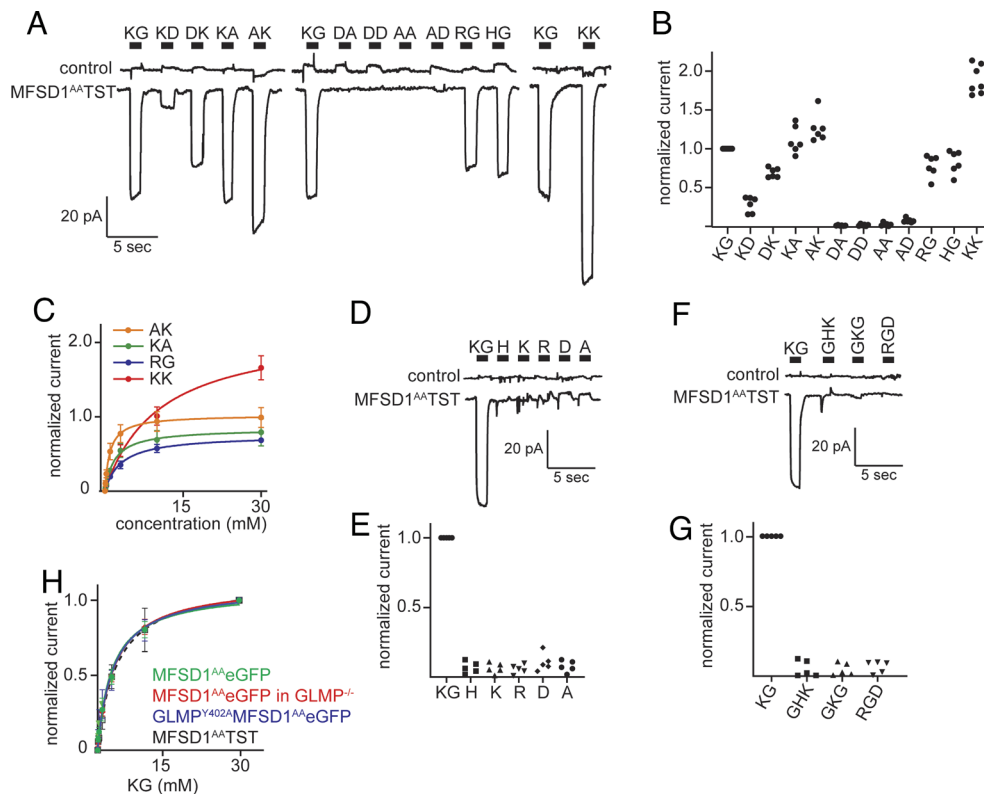 A
KG KD DK KA AK KG DA DD AA AD RG HG KG KK
control
MFSD1ᴬᴬTST
20 pA
5 sec
B
normalized current
2.0
1.5
1.0
0.5
KG KD DK KA AK DA DD AA AD RG HG KK
C
normalized current
2.0
1.0
0
AK
KA
RG
KK
15 30
concentration (mM)
D
KG H K R D A
control
MFSD1ᴬᴬTST
20 pA
5 sec
E
normalized current
1.0
0.5
KG H K R D A
F
KG GHK GKG RGD
control
MFSD1ᴬᴬTST
20 pA
5 sec
G
normalized current
1.0
0.5
KG GHK GKG RGD
H
normalized current
1.0
0.5
0
MFSD1ᴬᴬeGFP
MFSD1ᴬᴬeGFP in GLMP⁻/⁻
GLMPY402AMFSD1ᴬᴬeGFP
MFSD1ᴬᴬTST
15 30
KG (mM)